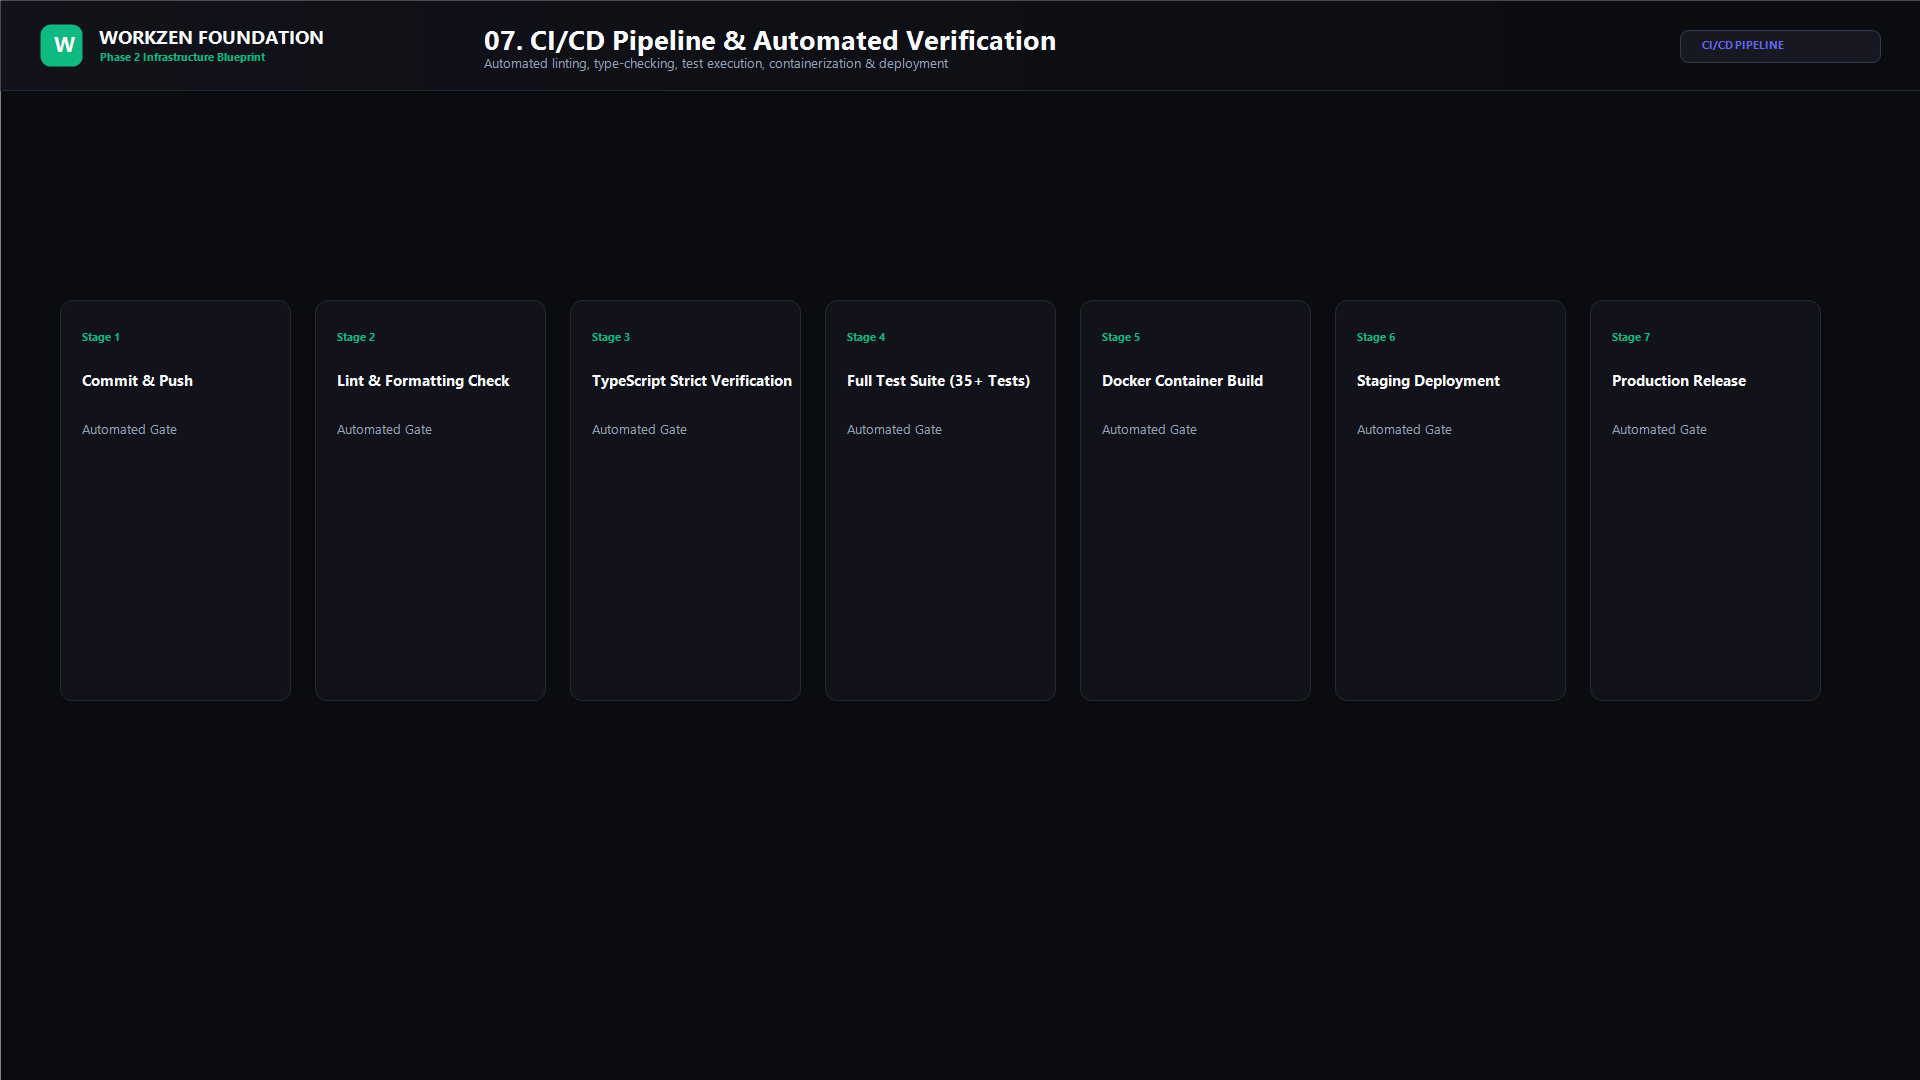 W
WORKZEN FOUNDATION
Phase 2 Infrastructure Blueprint
07. CI/CD Pipeline & Automated Verification
Automated linting, type-checking, test execution, containerization & deployment
CI/CD PIPELINE
Stage 1
Commit & Push
Automated Gate
Stage 2
Lint & Formatting Check
Automated Gate
Stage 3
TypeScript Strict Verification
Automated Gate
Stage 4
Full Test Suite (35+ Tests)
Automated Gate
Stage 5
Docker Container Build
Automated Gate
Stage 6
Staging Deployment
Automated Gate
Stage 7
Production Release
Automated Gate